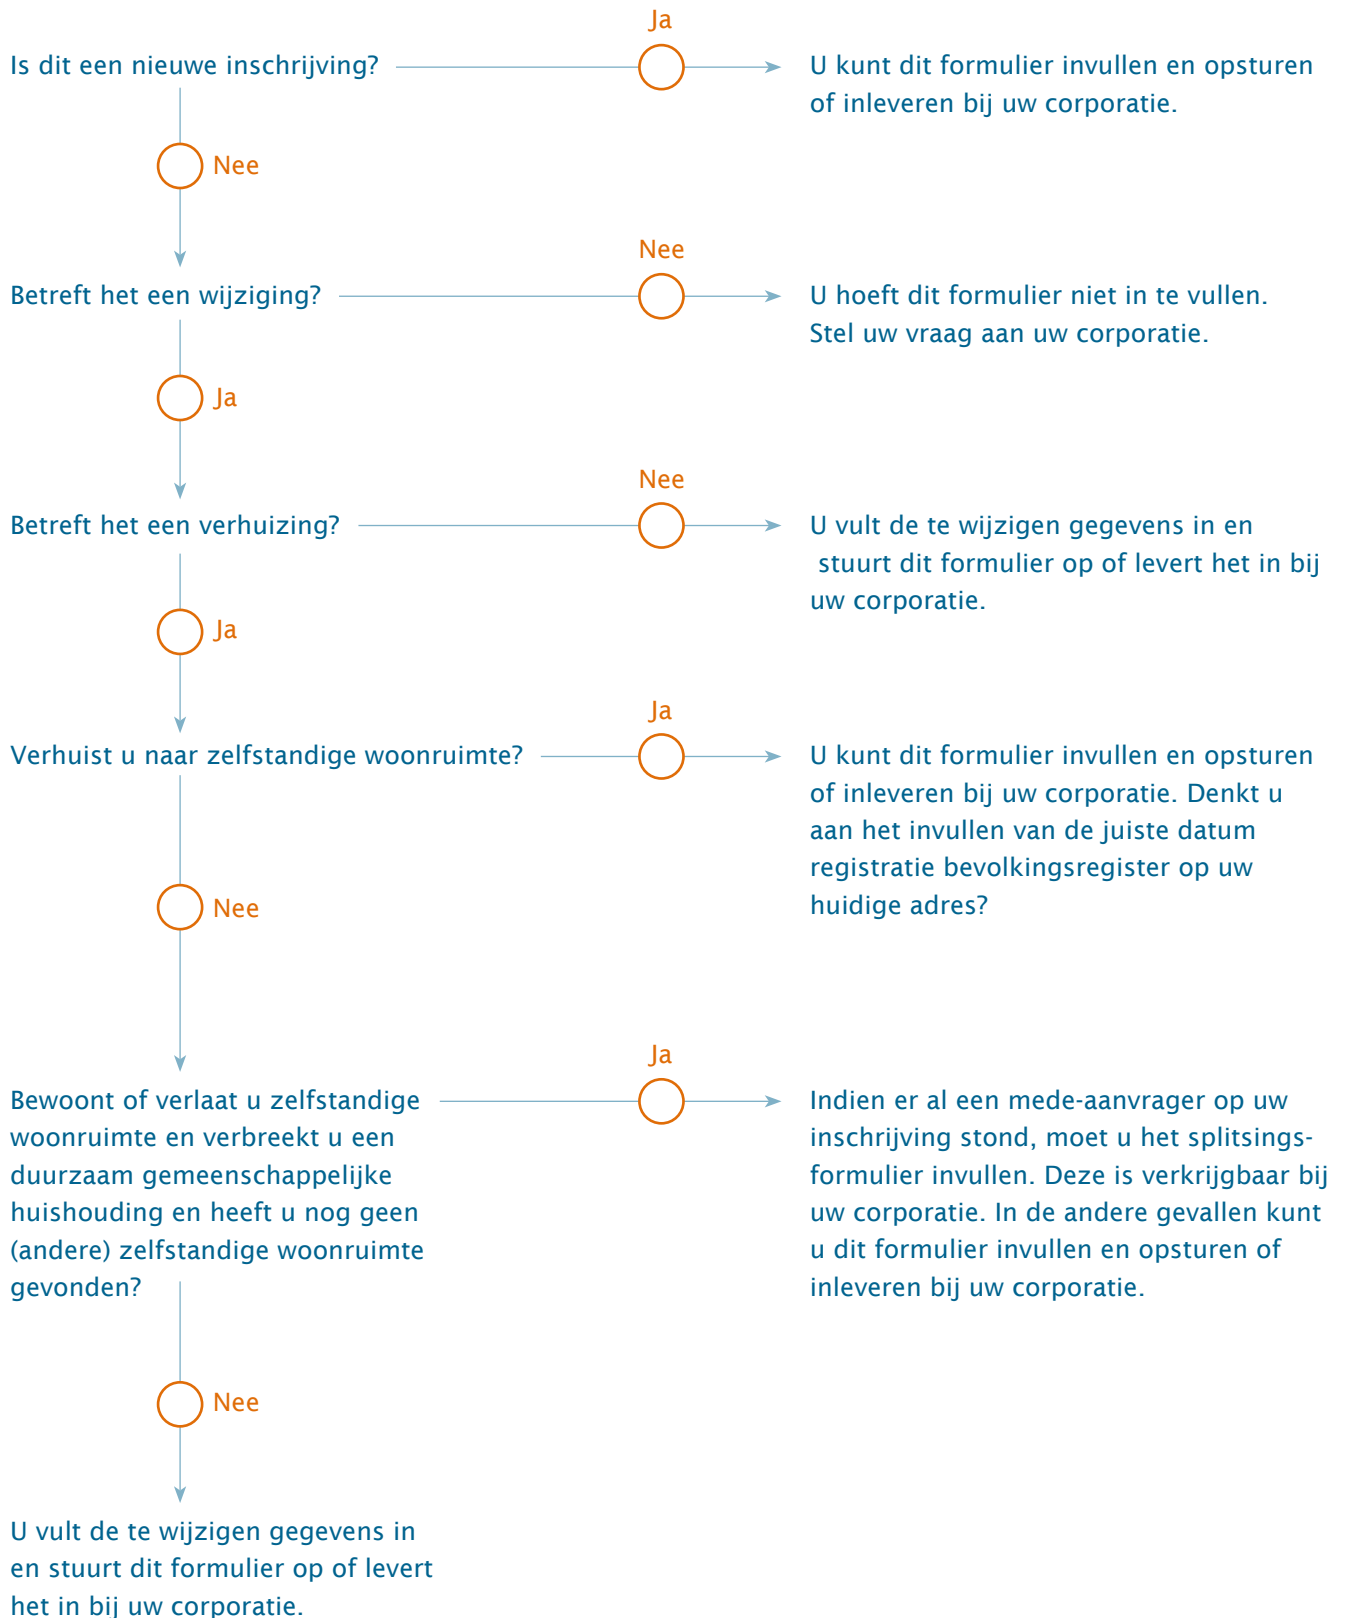 Ja
Is dit een nieuwe inschrijving?
U kunt dit formulier invullen en opsturen
of inleveren bij uw corporatie.
Nee
Nee
Betreft het een wijziging?
U hoeft dit formulier niet in te vullen.
Stel uw vraag aan uw corporatie.
Ja
Nee
Betreft het een verhuizing?
U vult de te wijzigen gegevens in en
stuurt dit formulier op of levert het in bij
uw corporatie.
Ja
Ja
Verhuist u naar zelfstandige woonruimte?
U kunt dit formulier invullen en opsturen
of inleveren bij uw corporatie. Denkt u
aan het invullen van de juiste datum
registratie bevolkingsregister op uw
huidige adres?
Nee
Ja
Bewoont of verlaat u zelfstandige
woonruimte en verbreekt u een
duurzaam gemeenschappelijke
huishouding en heeft u nog geen
(andere) zelfstandige woonruimte
gevonden?
Indien er al een mede-aanvrager op uw
inschrijving stond, moet u het splitsings-
formulier invullen. Deze is verkrijgbaar bij
uw corporatie. In de andere gevallen kunt
u dit formulier invullen en opsturen of
inleveren bij uw corporatie.
Nee
U vult de te wijzigen gegevens in
en stuurt dit formulier op of levert
het in bij uw corporatie.